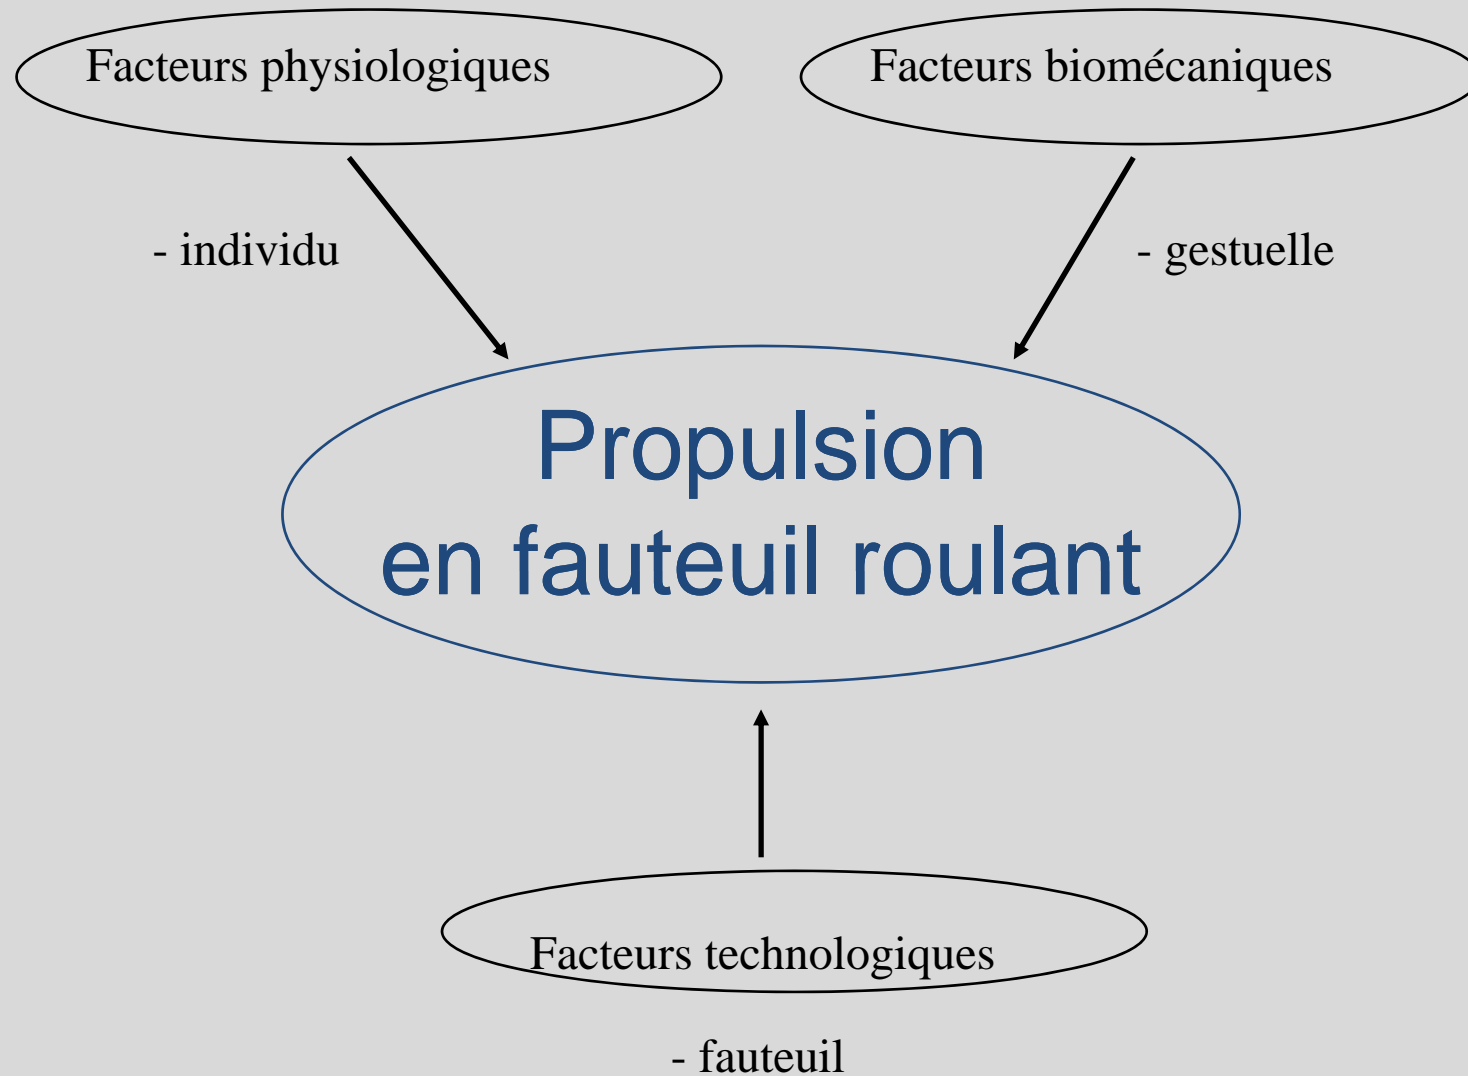 Facteurs physiologiques
Facteurs biomécaniques
- individu
- gestuelle
Propulsion
en fauteuil roulant
Facteurs technologiques
- fauteuil